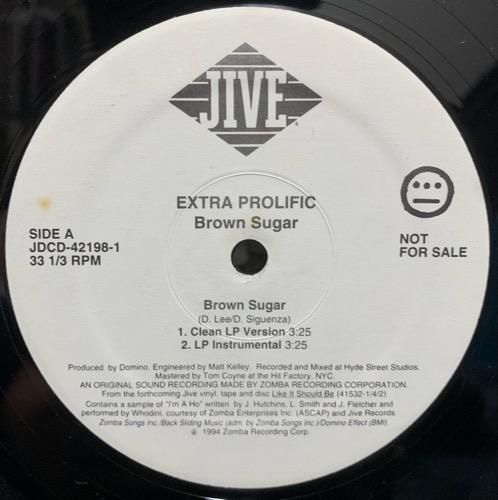 JIVE
EXTRA PROLIFIC
Brown Sugar
SIDE A
JDCD-42198-1
33 1/3 RPM
NOT
FOR SALE
Brown Sugar
(D. Lee/D. Siguenza)
1. Clean LP Version 3:25
2. LP Instrumental 3:25
Produced by Domino. Engineered by Matt Kelley. Recorded and Mixed at Hyde Street Studios.
Mastered by Tom Coyne at the Hit Factory, NYC.
AN ORIGINAL SOUND RECORDING MADE BY ZOMBA RECORDING CORPORATION.
From the forthcoming Jive vinyl, tape and disc Like It Should Be (41532-1/4/2)
Contains a sample of "I'm A Ho" written by J. Hutchins, L. Smith and J. Fletcher and
performed by Whodini, courtesy of Zomba Enterprises Inc. (ASCAP) and Jive Records.
Zomba Songs Inc./Back Sliding Music (adm. by Zomba Songs Inc.)/Domino Effect (BMI).
℗ 1994 Zomba Recording Corp.